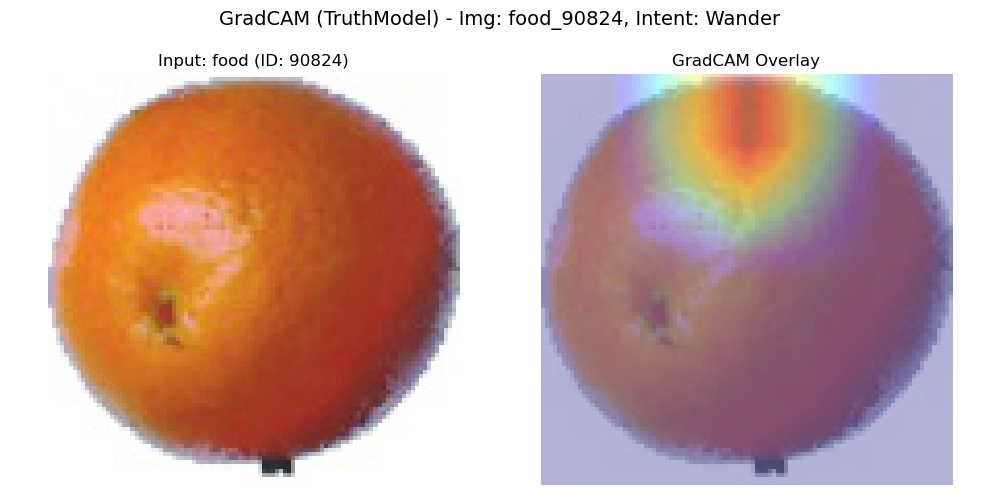 GradCAM (TruthModel) - Img: food_90824, Intent: Wander
Input: food (ID: 90824)
GradCAM Overlay